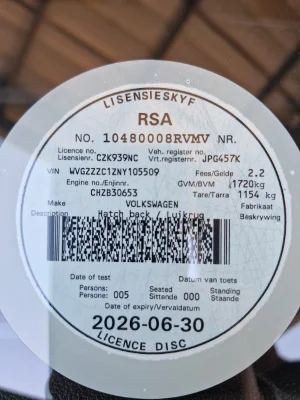 LISENSIESKYF
RSA
NO. 10480008RVMV NR.
Licence no. Veh. register no.
Lisensienr. CZK939NC Vrt.registernr. JPG457K
VIN WVGZZZC1ZNY105509 Fees/Gelde 2.2
Engine no./Enjinnr. GVM/BVM 1720kg
CHZB30653 Tare/Tarra 1154 kg
Make VOLKSWAGEN Fabrikaat
Description Hatch back / Luikrug Beskrywing
Date of test Datum van toets
Persons: Seated Standing
Persone: 005 Sittende 000 Staande
2026-06-30
Date of expiry/Vervaldatum
LICENCE DISC